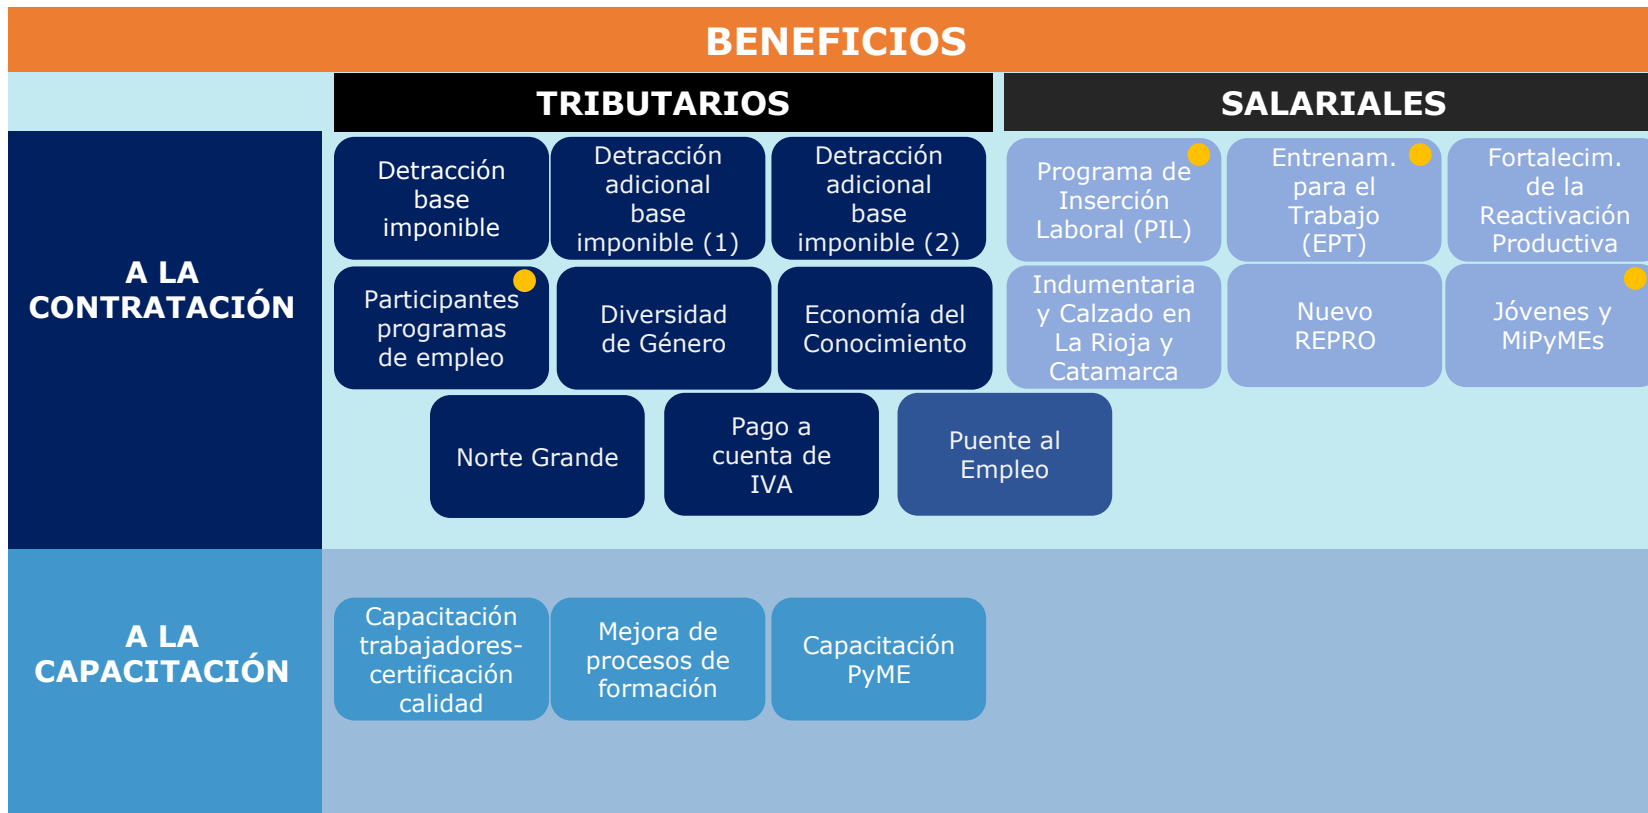 BENEFICIOS
TRIBUTARIOS
SALARIALES
A LA
CONTRATACIÓN
Detracción
base
imponible
Detracción
adicional
base
imponible (1)
Detracción
adicional
base
imponible (2)
Programa de
Inserción
Laboral (PIL)
Entrenam.
para el
Trabajo
(EPT)
Fortalecim.
de la
Reactivación
Productiva
Participantes
programas
de empleo
Diversidad
de Género
Economía del
Conocimiento
Indumentaria
y Calzado en
La Rioja y
Catamarca
Nuevo
REPRO
Jóvenes y
MiPyMEs
Norte Grande
Pago a
cuenta de
IVA
Puente al
Empleo
A LA
CAPACITACIÓN
Capacitación
trabajadores-
certificación
calidad
Mejora de
procesos de
formación
Capacitación
PyME